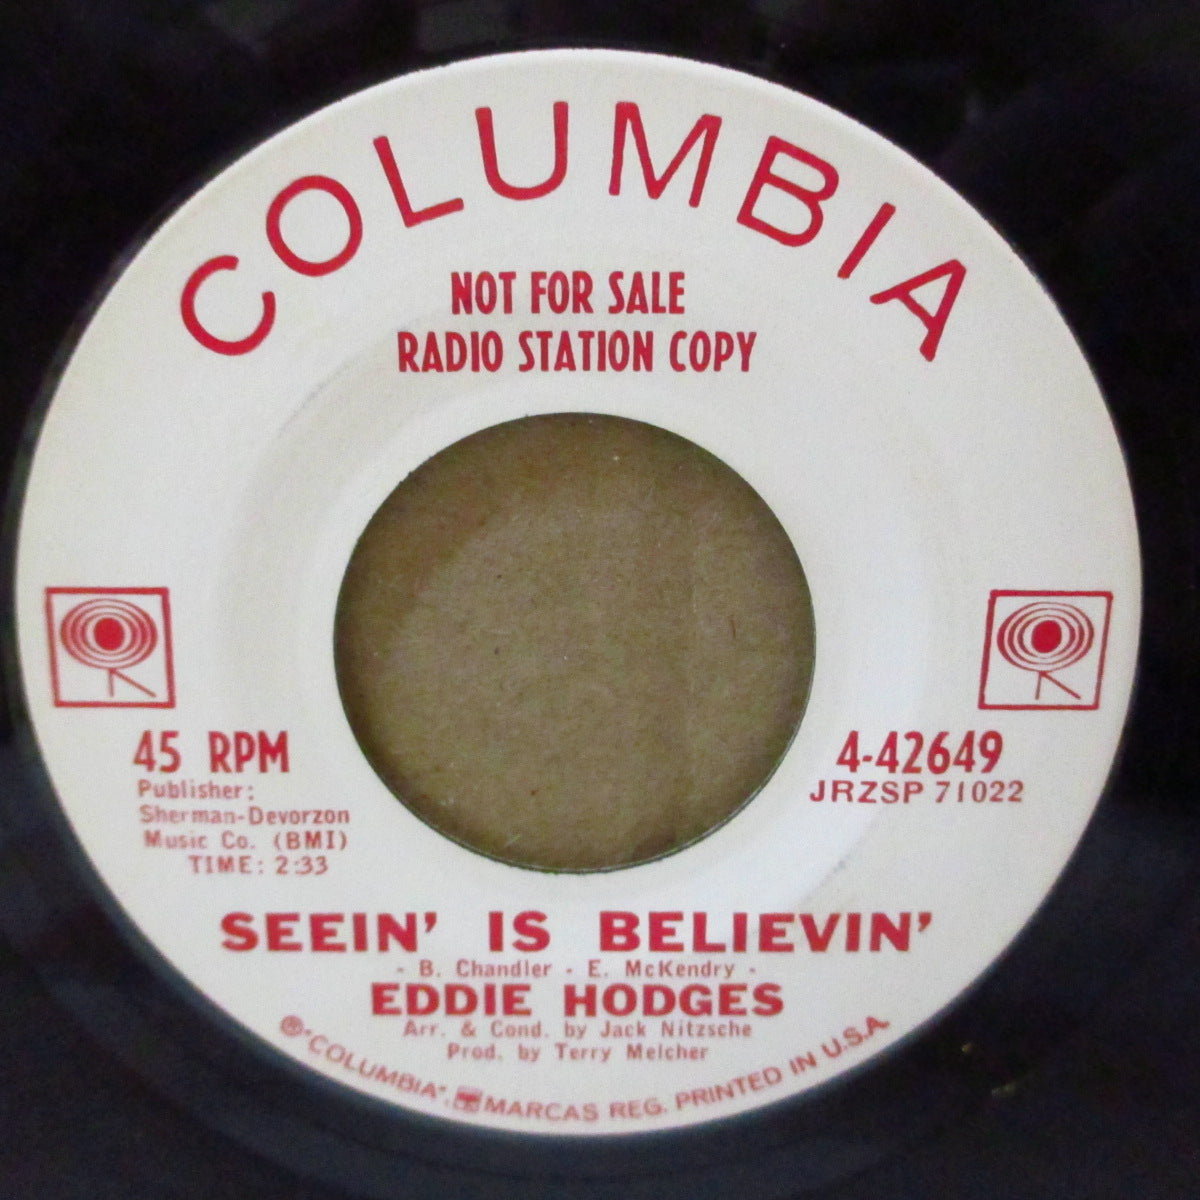 COLUMBIA
NOT FOR SALE
RADIO STATION COPY
45 RPM
Publisher:
Sherman-Devorzon
Music Co. (BMI)
TIME: 2:33
4-42649
JRZSP 71022
SEEIN' IS BELIEVIN'
- B. Chandler - E. McKendry -
EDDIE HODGES
Arr. & Cond. by Jack Nitzsche
Prod. by Terry Melcher
® "COLUMBIA", MARCAS REG. PRINTED IN U.S.A.